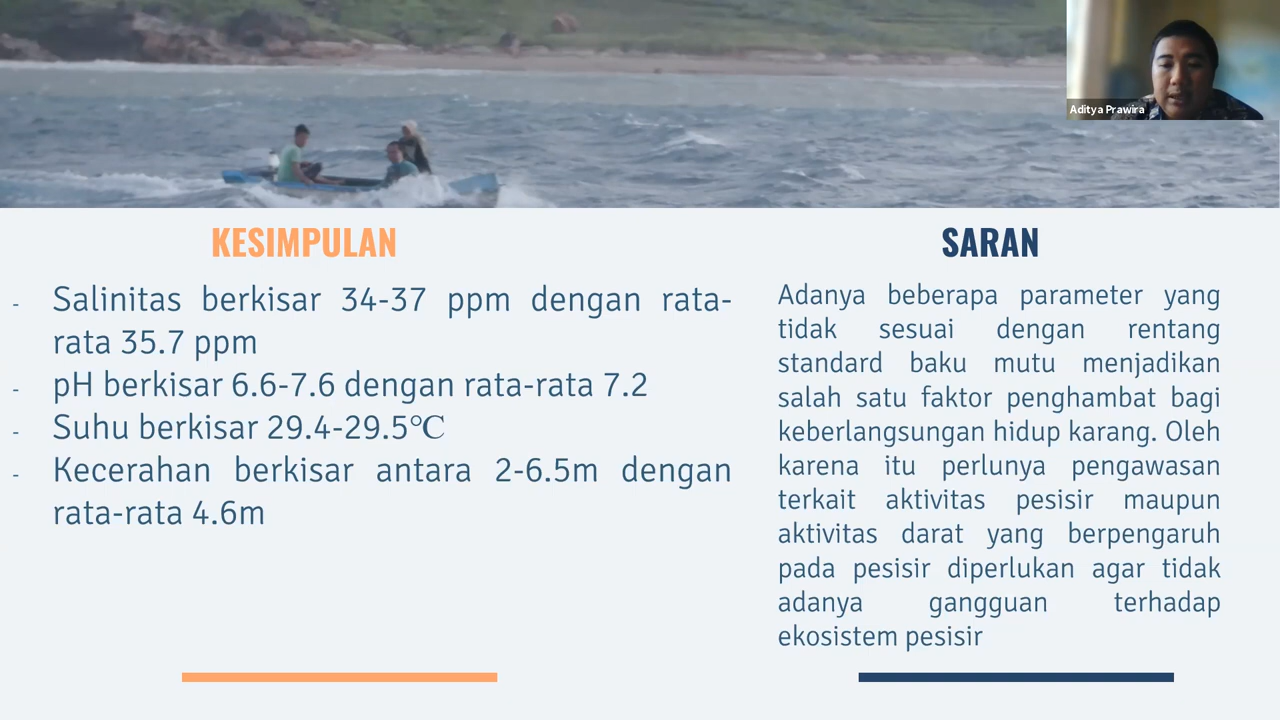 Aditya Prawira
KESIMPULAN
- Salinitas berkisar 34-37 ppm dengan rata-
rata 35.7 ppm
- pH berkisar 6.6-7.6 dengan rata-rata 7.2
- Suhu berkisar 29.4-29.5℃
- Kecerahan berkisar antara 2-6.5m dengan
rata-rata 4.6m
SARAN
Adanya beberapa parameter yang
tidak sesuai dengan rentang
standard baku mutu menjadikan
salah satu faktor penghambat bagi
keberlangsungan hidup karang. Oleh
karena itu perlunya pengawasan
terkait aktivitas pesisir maupun
aktivitas darat yang berpengaruh
pada pesisir diperlukan agar tidak
adanya gangguan terhadap
ekosistem pesisir